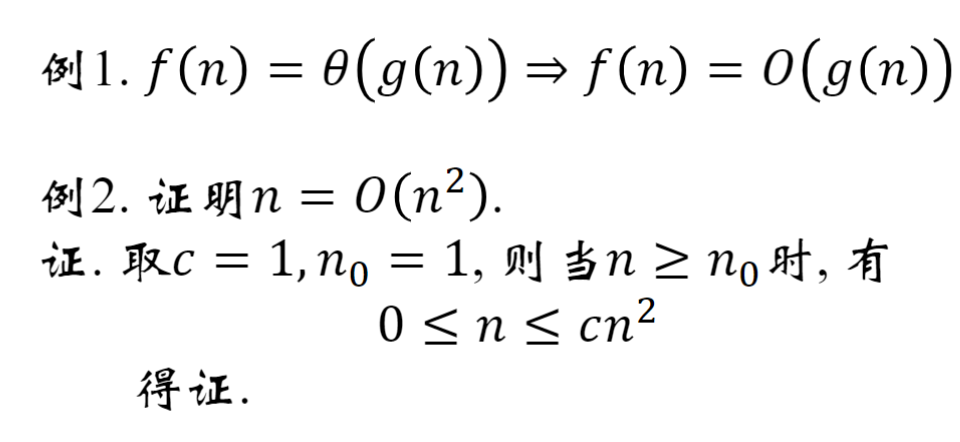 例1. f(n) = θ(g(n)) ⇒ f(n) = O(g(n))
例2. 证明n = O(n²).
证. 取c = 1, n₀ = 1, 则当n ≥ n₀时, 有
0 ≤ n ≤ cn²
得证.